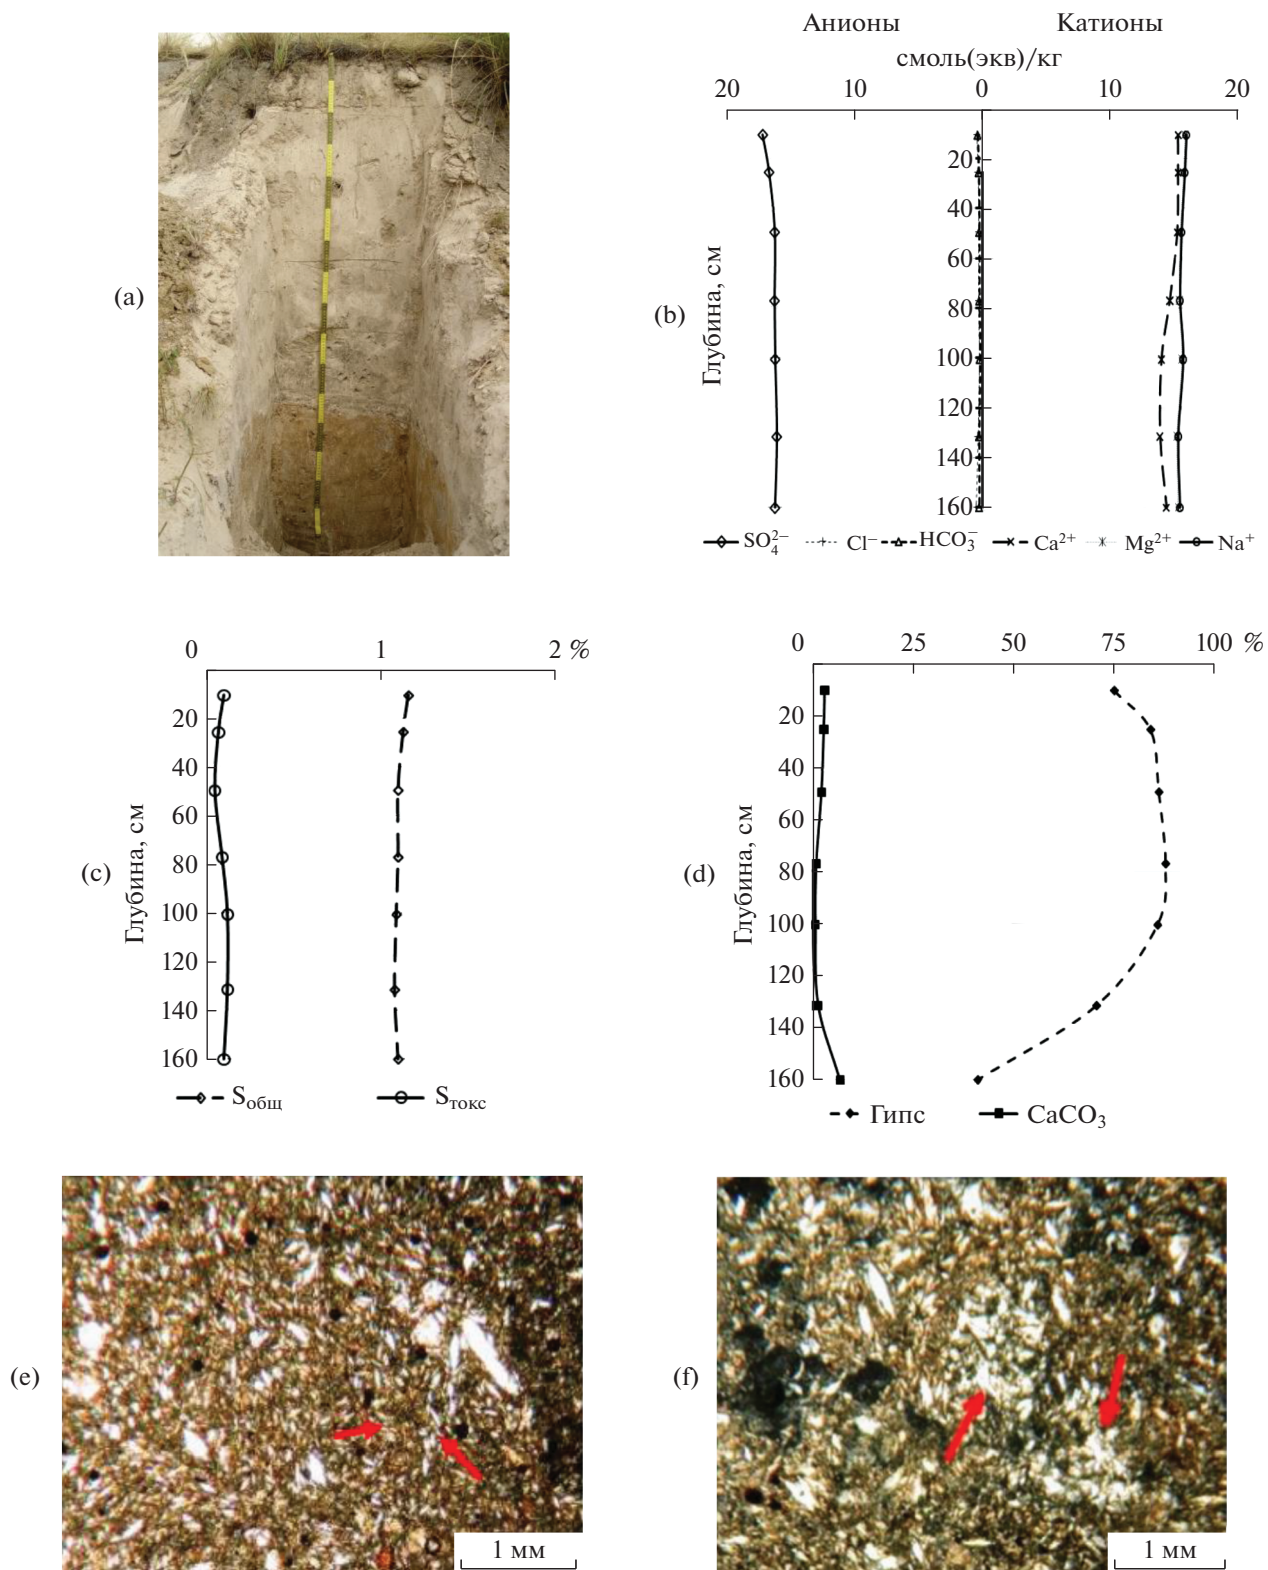 Анионы Катионы
смоль(экв)/кг
20 10 0 10 20
20
40
60
80
100
120
140
160
Глубина, см
(a)
(b)
SO₄²⁻ Cl⁻ HCO₃⁻ Ca²⁺ Mg²⁺ Na⁺
0 1 2 %
20
40
60
80
100
120
140
160
Глубина, см
(c)
Sобщ Sтокс
0 25 50 75 100 %
20
40
60
80
100
120
140
160
Глубина, см
(d)
Гипс CaCO₃
(e)
1 мм
(f)
1 мм